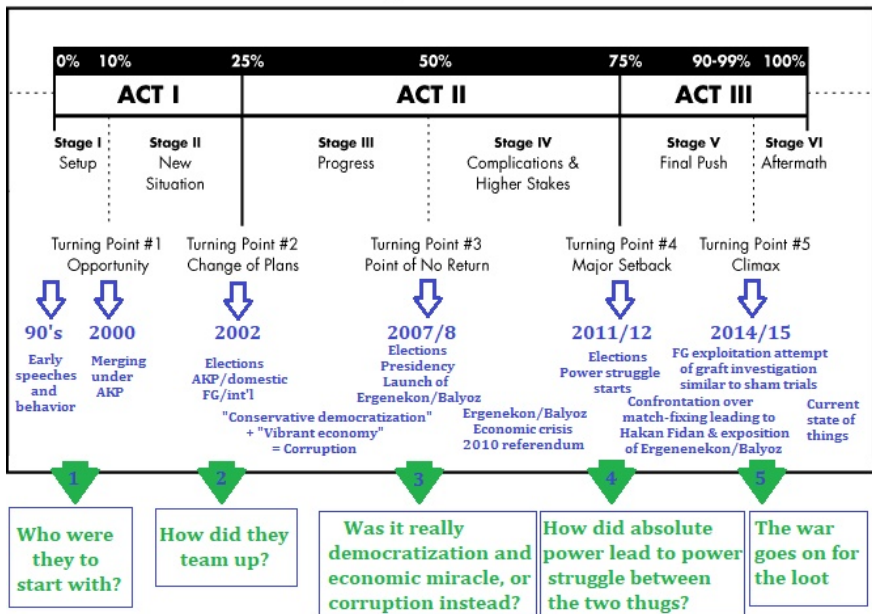 0% 10% 25% 50% 75% 90-99% 100%
ACT I ACT II ACT III
Stage I
Setup
Stage II
New
Situation
Stage III
Progress
Stage IV
Complications &
Higher Stakes
Stage V
Final Push
Stage VI
Aftermath
Turning Point #1
Opportunity
Turning Point #2
Change of Plans
Turning Point #3
Point of No Return
Turning Point #4
Major Setback
Turning Point #5
Climax
90's
Early
speeches
and
behavior
2000
Merging
under
AKP
2002
Elections
AKP/domestic
FG/int'l
"Conservative democratization"
+ "Vibrant economy"
= Corruption
2007/8
Elections
Presidency
Launch of
Ergenekon/Balyoz
Ergenekon/Balyoz
Economic crisis
2010 referendum
2011/12
Elections
Power struggle
starts
2014/15
FG exploitation attempt
of graft investigation
similar to sham trials
Confrontation over
match-fixing leading to
Hakan Fidan & exposition
of Ergenenekon/Balyoz
Current
state of
things
1
Who were
they to
start with?
2
How did they
team up?
3
Was it really
democratization and
economic miracle, or
corruption instead?
4
How did absolute
power lead to power
struggle between
the two thugs?
5
The war
goes on for
the loot